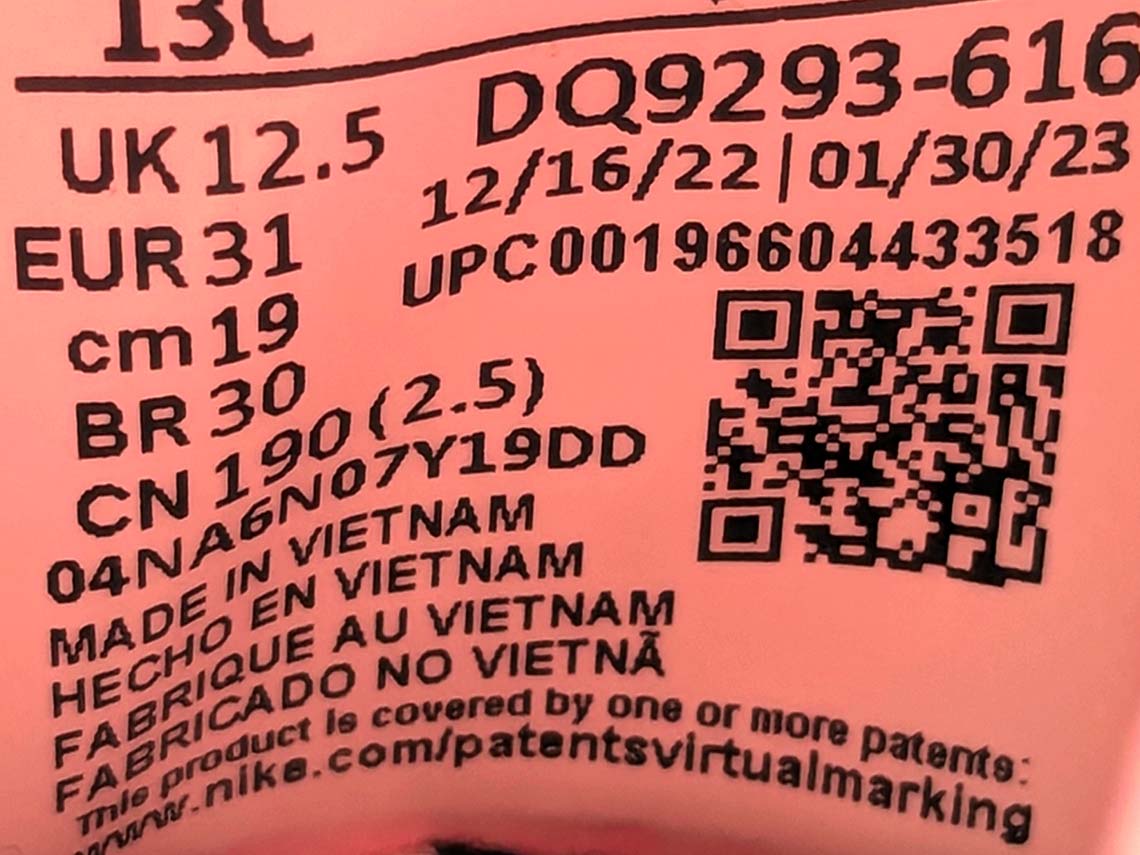 13C
DQ9293-616
UK 12.5
12/16/22 | 01/30/23
EUR 31
UPC00196604433518
cm 19
BR 30
CN 190 (2.5)
04NA6N07Y19DD
MADE IN VIETNAM
HECHO EN VIETNAM
FABRIQUE AU VIETNAM
FABRICADO NO VIETNÃ
This product is covered by one or more patents:
www.nike.com/patentsvirtualmarking